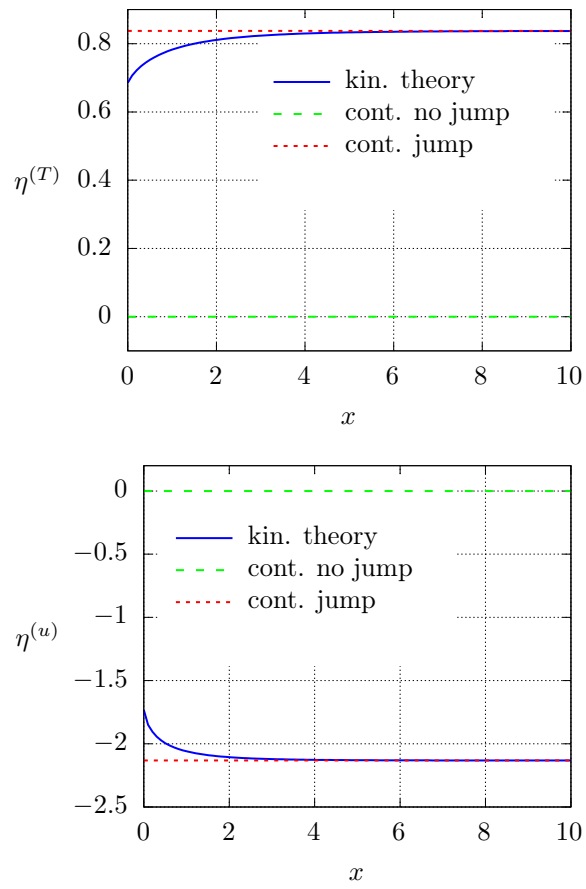 0.8
0.6
0.4
0.2
0
η(T)
kin. theory
cont. no jump
cont. jump
0 2 4 6 8 10
x
0
−0.5
−1
−1.5
−2
−2.5
η(u)
kin. theory
cont. no jump
cont. jump
0 2 4 6 8 10
x